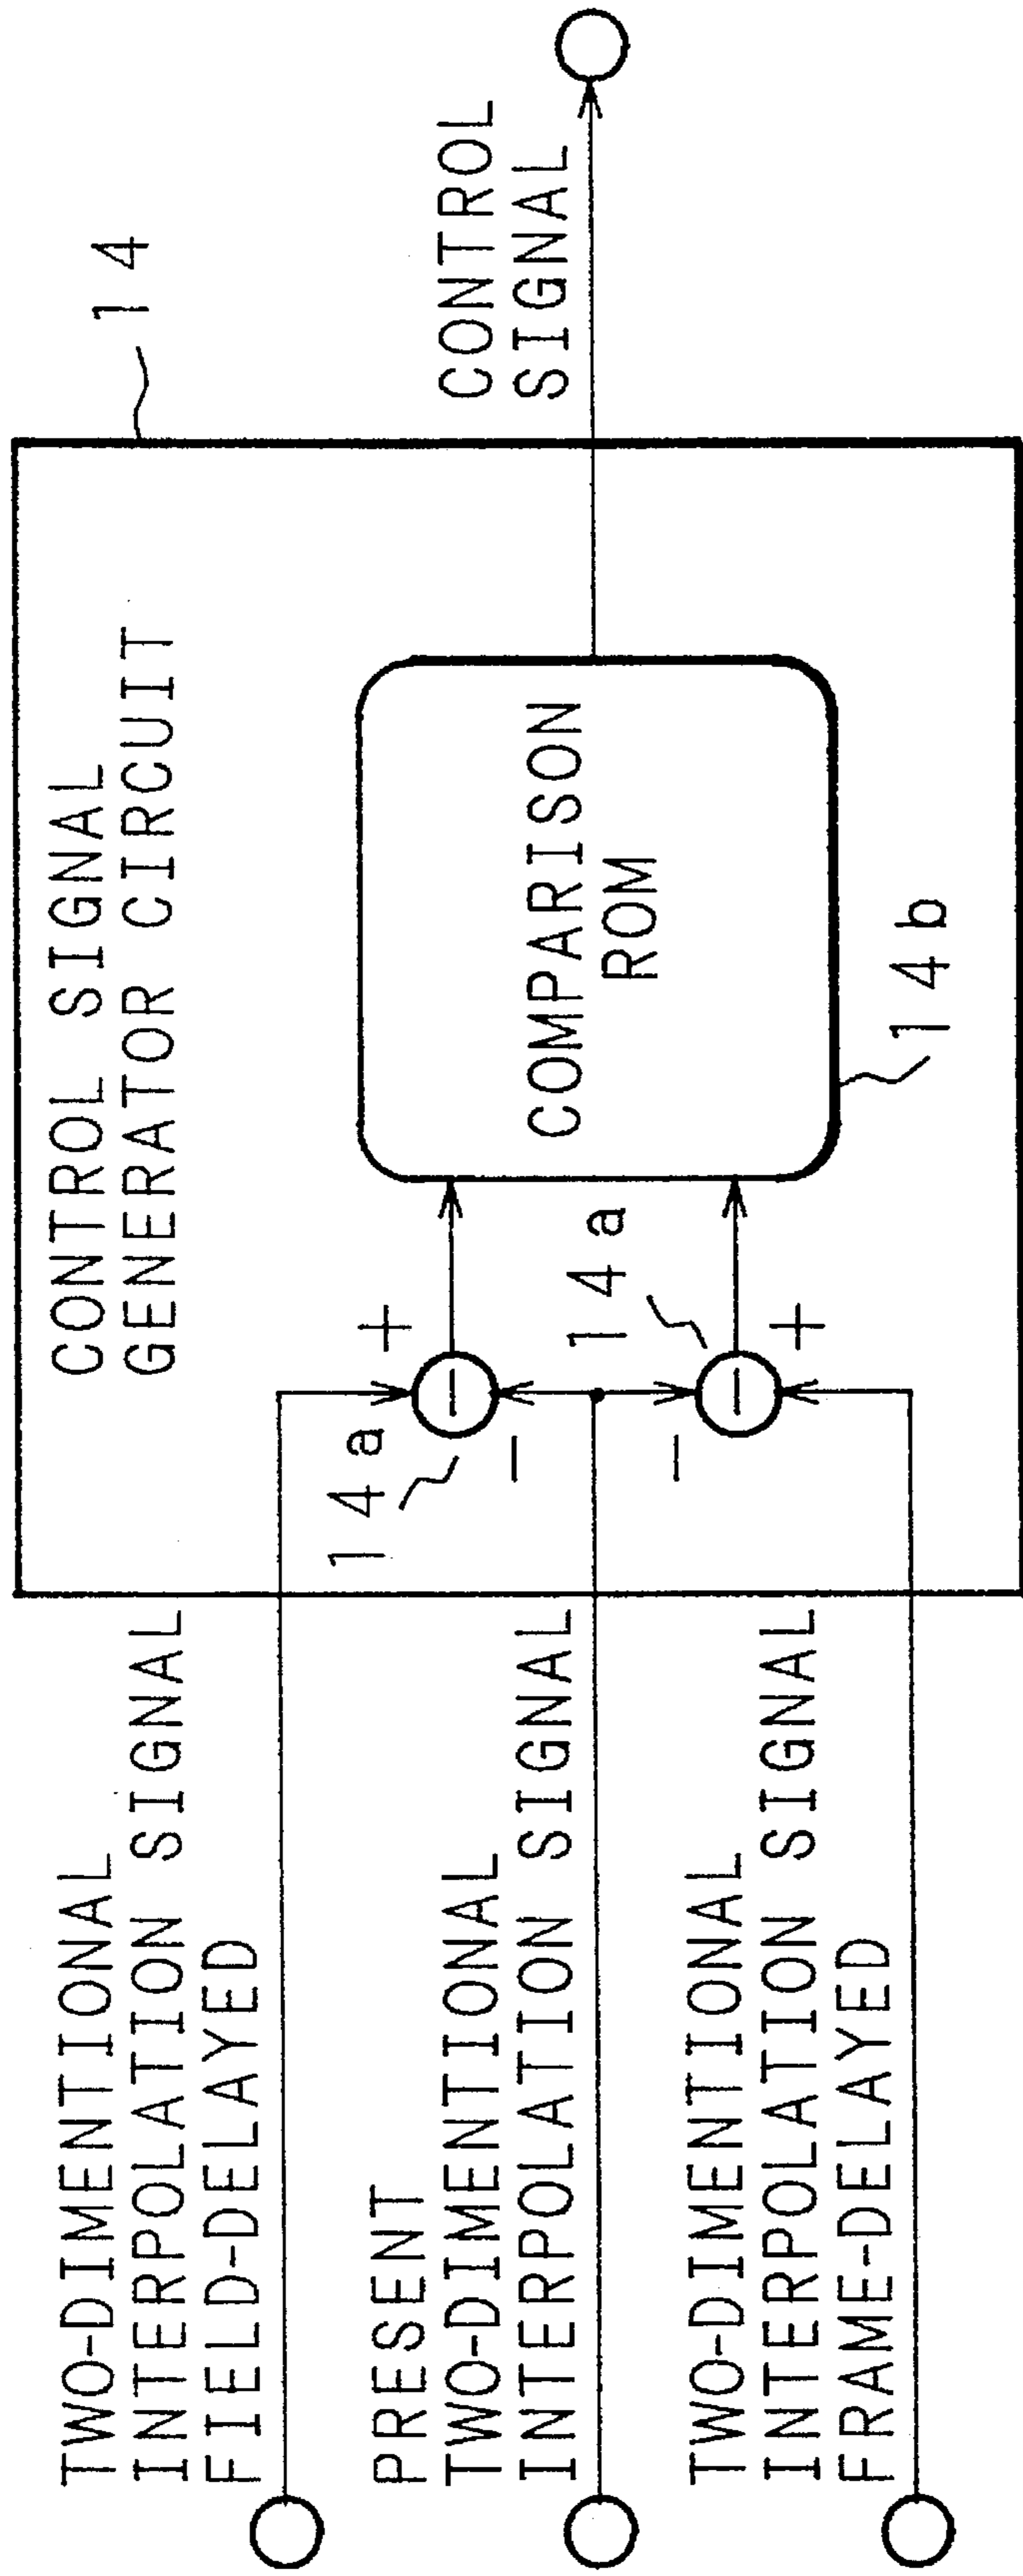 TWO-DIMENTIONAL
INTERPOLATION SIGNAL
FIELD-DELAYED
PRESENT
TWO-DIMENTIONAL
INTERPOLATION SIGNAL
TWO-DIMENTIONAL
INTERPOLATION SIGNAL
FRAME-DELAYED
CONTROL SIGNAL
GENERATOR CIRCUIT
14
14a
+
−
−
14a
+
−
−
COMPARISON
ROM
14b
CONTROL
SIGNAL